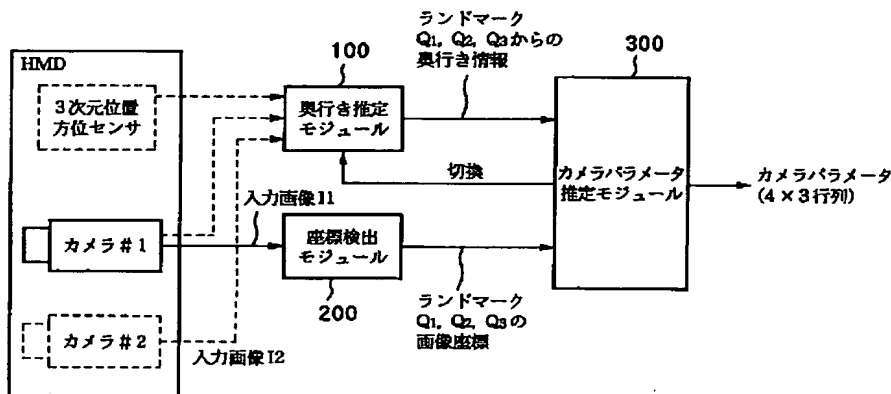 HMD
3次元位置
方位センサ
100
奥行き推定
モジュール
ランドマーク
Q1, Q2, Q3からの
奥行き情報
300
切換
カメラパラメータ
推定モジュール
カメラパラメータ
(4×3行列)
入力画像I1
カメラ#1
座標検出
モジュール
200
ランドマーク
Q1, Q2, Q3の
画像座標
カメラ#2
入力画像I2